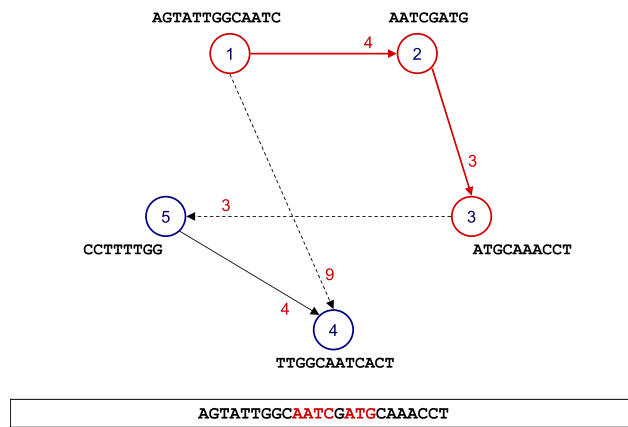 AGTATTGGCAATC AATCGATG
1 4 2
3
5 3 3
CCTTTTGG ATGCAAACCT
9
4 4
TTGGCAATCACT
AGTATTGGCAATCGATGCAAACCT